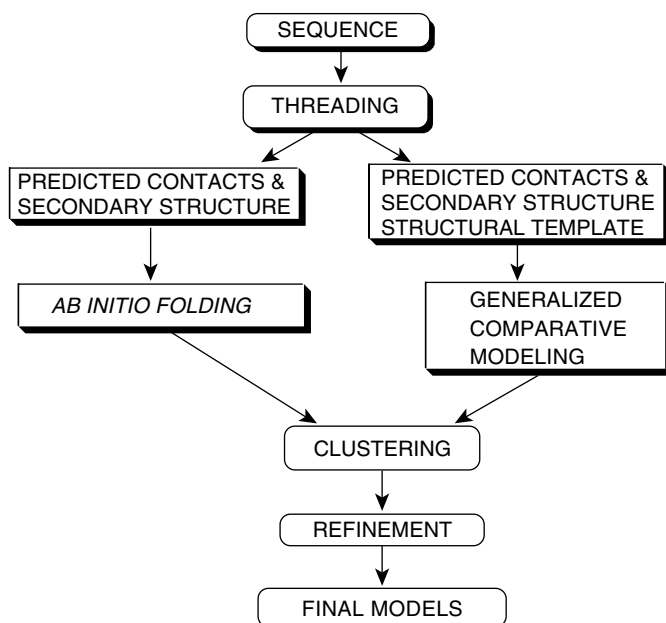 SEQUENCE
THREADING
PREDICTED CONTACTS &
SECONDARY STRUCTURE
PREDICTED CONTACTS &
SECONDARY STRUCTURE
STRUCTURAL TEMPLATE
AB INITIO FOLDING
GENERALIZED
COMPARATIVE
MODELING
CLUSTERING
REFINEMENT
FINAL MODELS